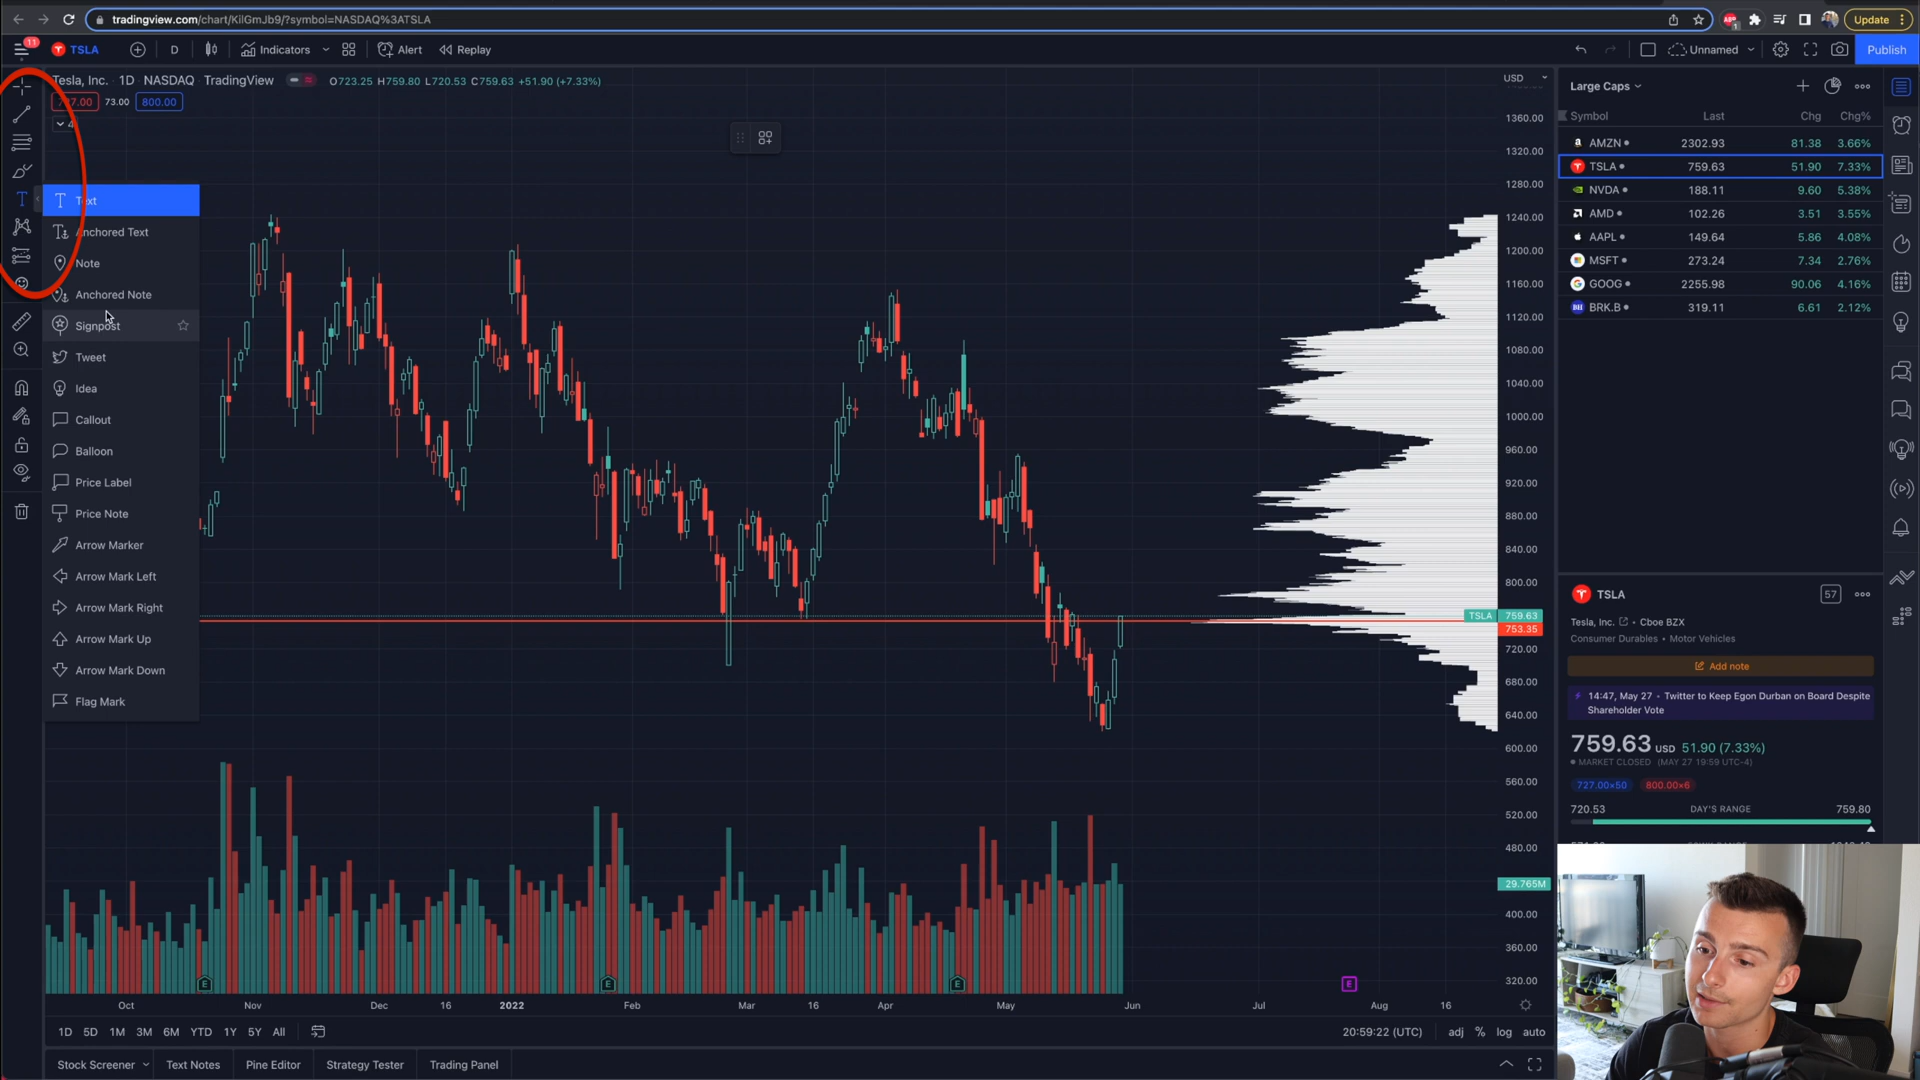 tradingview.com/chart/KilGmJb9/?symbol=NASDAQ%3ATSLA
Update
11
TSLA
D
Indicators
Alert
Replay
Unnamed
Publish
Tesla, Inc. · 1D · NASDAQ · TradingView
O723.25 H759.80 L720.53 C759.63 +51.90 (+7.33%)
73.00
800.00
4
Text
Anchored Text
Note
Anchored Note
Signpost
Tweet
Idea
Callout
Balloon
Price Label
Price Note
Arrow Marker
Arrow Mark Left
Arrow Mark Right
Arrow Mark Up
Arrow Mark Down
Flag Mark
USD
1360.00
1320.00
1280.00
1240.00
1200.00
1160.00
1120.00
1080.00
1040.00
1000.00
960.00
920.00
880.00
840.00
800.00
TSLA 759.63
753.35
720.00
680.00
640.00
600.00
560.00
520.00
480.00
29.765M
400.00
360.00
320.00
E
E
E
E
Oct Nov Dec 16 2022 Feb Mar 16 Apr May Jun Jul Aug 16
1D 5D 1M 3M 6M YTD 1Y 5Y All
20:59:22 (UTC)
adj % log auto
Stock Screener
Text Notes
Pine Editor
Strategy Tester
Trading Panel
Large Caps
Symbol Last Chg Chg%
AMZN 2302.93 81.38 3.66%
TSLA 759.63 51.90 7.33%
NVDA 188.11 9.60 5.38%
AMD 102.26 3.51 3.55%
AAPL 149.64 5.86 4.08%
MSFT 273.24 7.34 2.76%
GOOG 2255.98 90.06 4.16%
BRK.B 319.11 6.61 2.12%
TSLA
57
Tesla, Inc. • Cboe BZX
Consumer Durables • Motor Vehicles
Add note
14:47, May 27 • Twitter to Keep Egon Durban on Board Despite
Shareholder Vote
759.63 USD 51.90 (7.33%)
MARKET CLOSED (MAY 27 19:59 UTC-4)
727.00×50
800.00×6
720.53 DAY'S RANGE 759.80